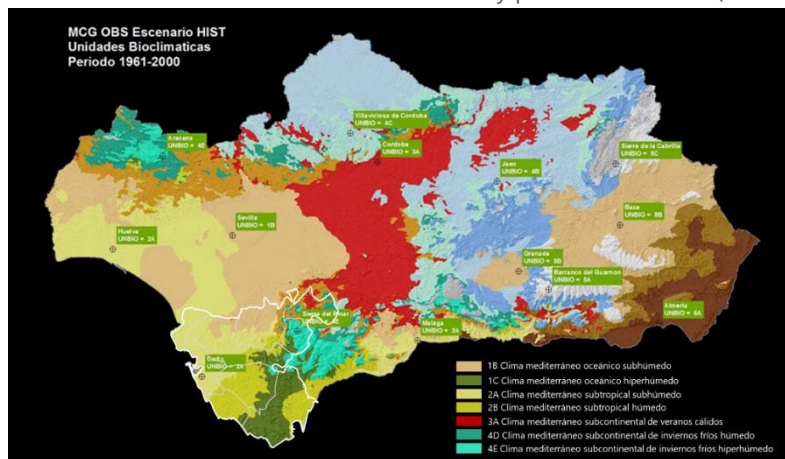 MCG OBS Escenario HIST
Unidades Bioclimaticas
Periodo 1961-2000
Villaviciosa de Cordoba
UNBIO = 4C
Aracena
UNBIO = 4E
Cordoba
UNBIO = 3A
Sierra de la Cabrilla
UNBIO = 5C
Jaen
UNBIO = 4B
Baza
UNBIO = 5B
Sevilla
UNBIO = 1B
Huelva
UNBIO = 2A
Granada
UNBIO = 5B
Barranco del Guarnon
UNBIO = 5A
Almeria
UNBIO = 6A
Sierra del Pinar
Malaga
UNBIO = 2A
Cadiz
UNBIO = 2A
1B Clima mediterráneo oceánico subhúmedo
1C Clima mediterráneo oceánico hiperhúmedo
2A Clima mediterráneo subtropical subhúmedo
2B Clima mediterráneo subtropical húmedo
3A Clima mediterráneo subcontinental de veranos cálidos
4D Clima mediterráneo subcontinental de inviernos fríos húmedo
4E Clima mediterráneo subcontinental de inviernos fríos hiperhúmedo